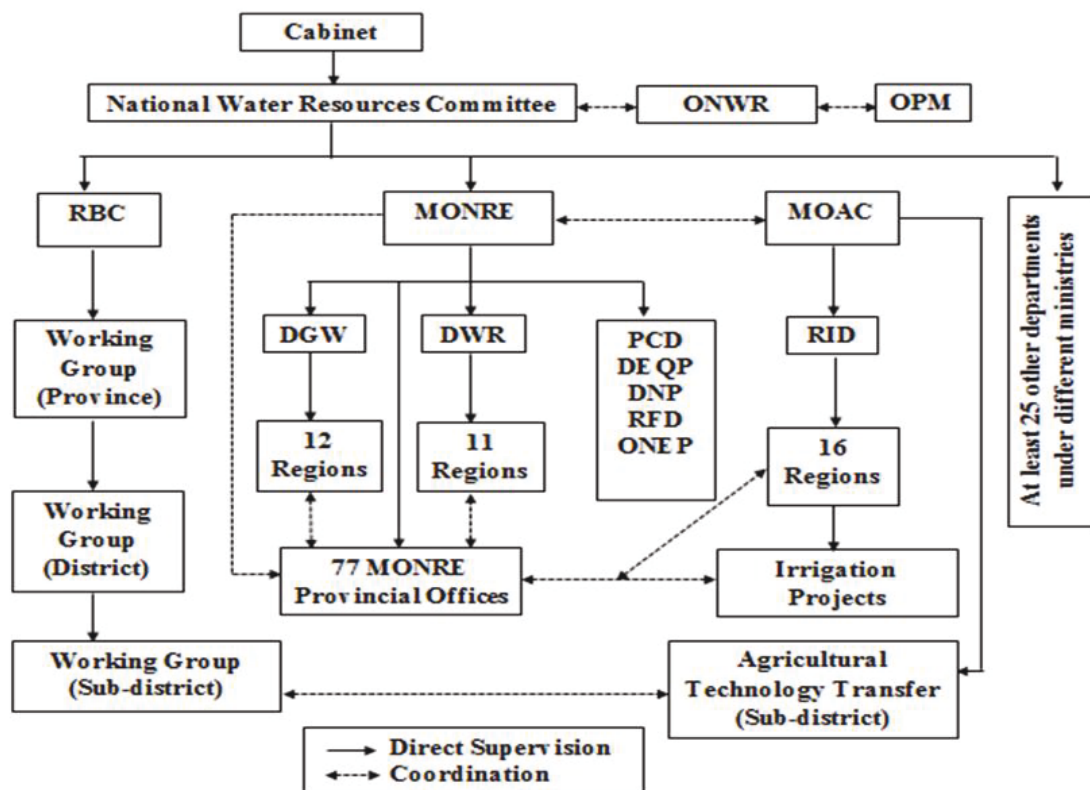 Cabinet
National Water Resources Committee
ONWR
OPM
RBC
MONRE
MOAC
At least 25 other departments
under different ministries
DGW
DWR
PCD
DEQP
DNP
RFD
ONEP
RID
Working
Group
(Province)
12
Regions
11
Regions
16
Regions
Working
Group
(District)
77 MONRE
Provincial Offices
Irrigation
Projects
Working Group
(Sub-district)
Agricultural
Technology Transfer
(Sub-district)
Direct Supervision
Coordination